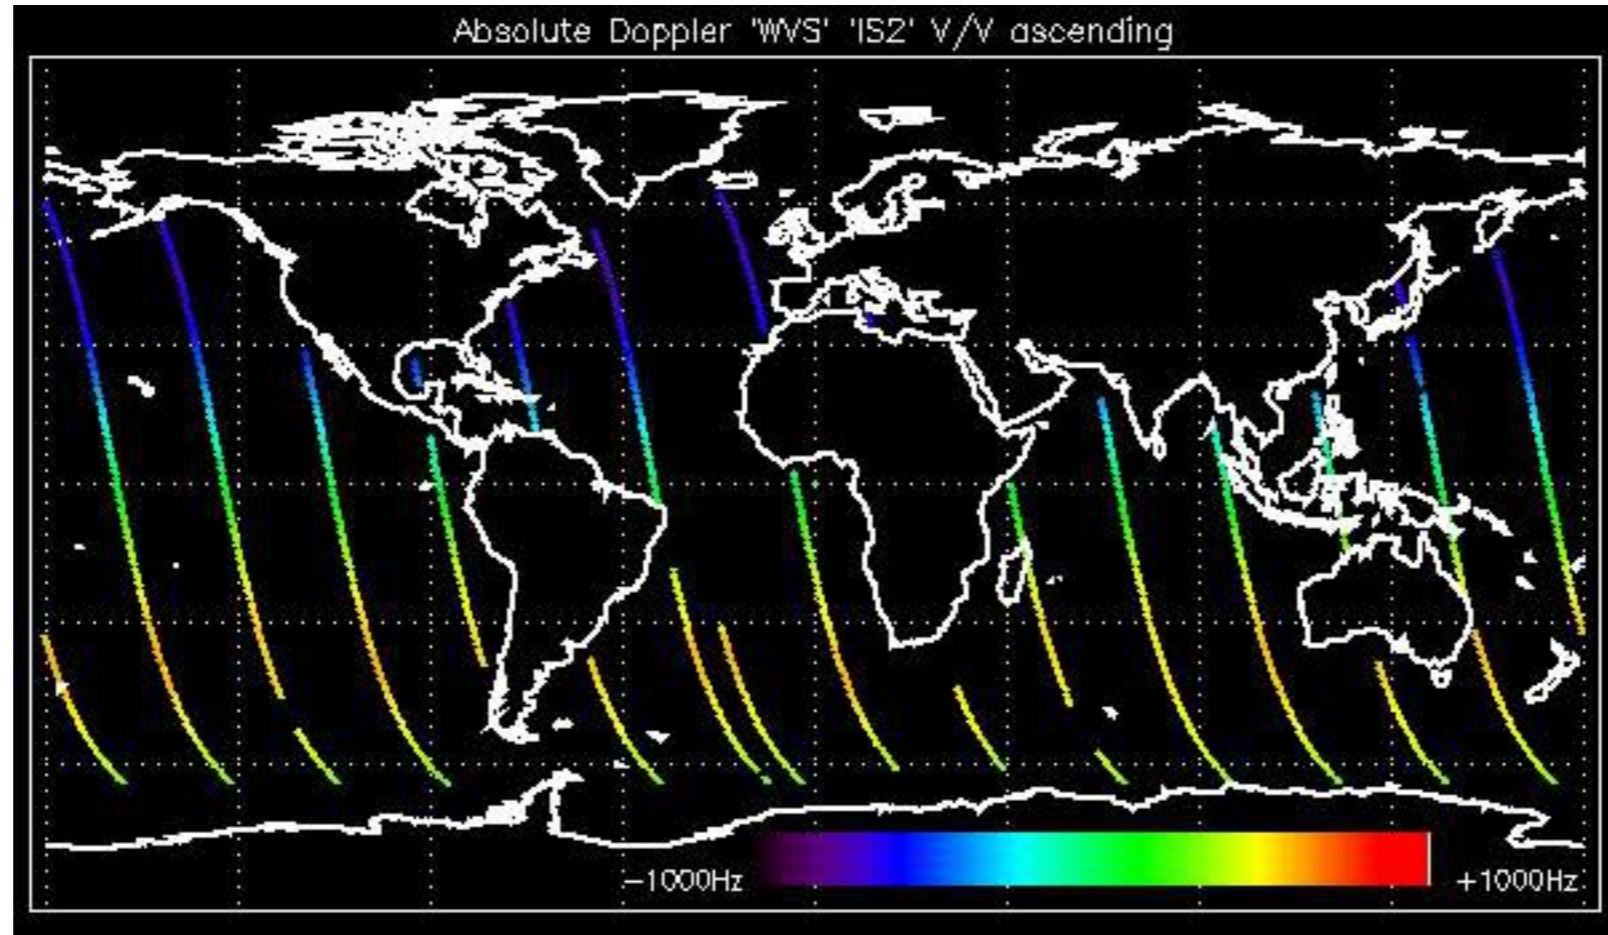 Absolute Doppler 'WVS' 'IS2' V/V ascending
−1000Hz +1000Hz